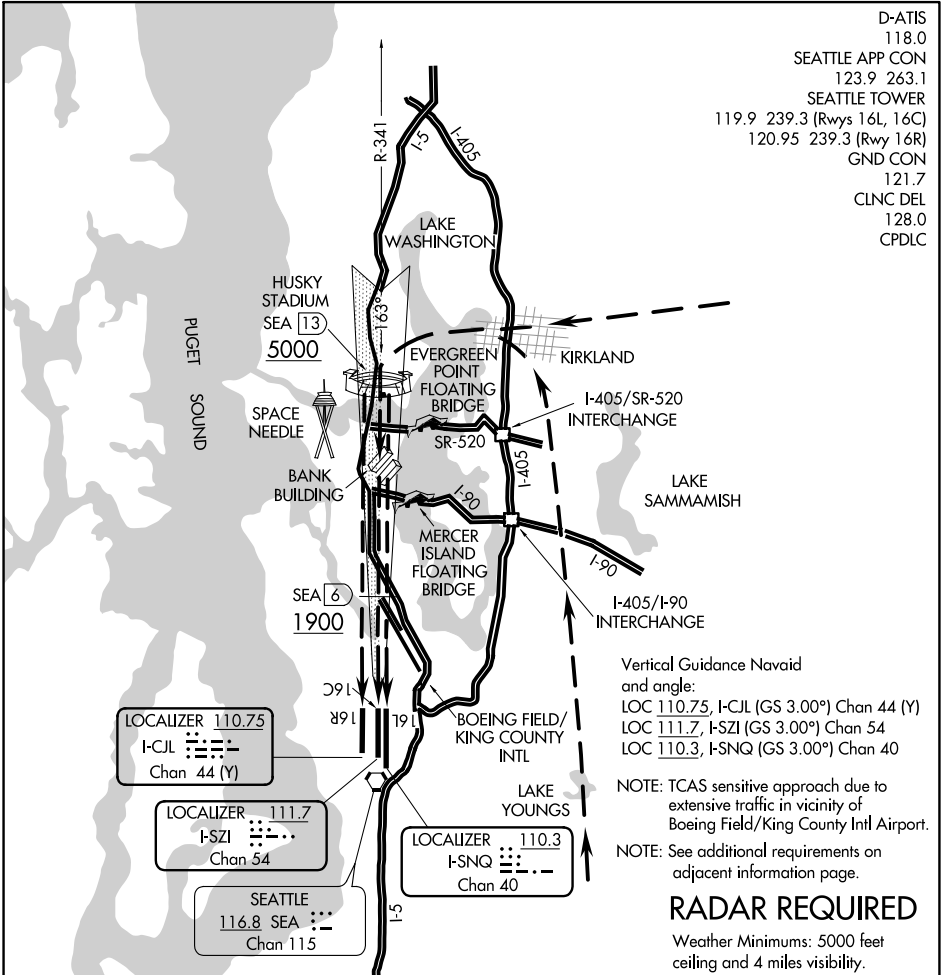 D-ATIS
118.0
SEATTLE APP CON
123.9 263.1
SEATTLE TOWER
119.9 239.3 (Rwys 16L, 16C)
120.95 239.3 (Rwy 16R)
GND CON
121.7
CLNC DEL
128.0
CPDLC
R-341
I-5
I-405
LAKE
WASHINGTON
HUSKY
STADIUM
SEA 13
5000
163°
PUGET SOUND
EVERGREEN
POINT
FLOATING
BRIDGE
KIRKLAND
SPACE
NEEDLE
I-405/SR-520
INTERCHANGE
SR-520
I-405
BANK
BUILDING
I-90
LAKE
SAMMAMISH
MERCER
ISLAND
FLOATING
BRIDGE
I-90
SEA 6
1900
I-405/I-90
INTERCHANGE
16C
16R
16L
BOEING FIELD/
KING COUNTY
INTL
Vertical Guidance Navaid
and angle:
LOC 110.75, I-CJL (GS 3.00°) Chan 44 (Y)
LOC 111.7, I-SZI (GS 3.00°) Chan 54
LOC 110.3, I-SNQ (GS 3.00°) Chan 40
LOCALIZER 110.75
I-CJL
Chan 44 (Y)
LOCALIZER 111.7
I-SZI
Chan 54
LAKE
YOUNGS
NOTE: TCAS sensitive approach due to
extensive traffic in vicinity of
Boeing Field/King County Intl Airport.
LOCALIZER 110.3
I-SNQ
Chan 40
NOTE: See additional requirements on
adjacent information page.
SEATTLE
116.8 SEA
Chan 115
I-5
RADAR REQUIRED
Weather Minimums: 5000 feet
ceiling and 4 miles visibility.